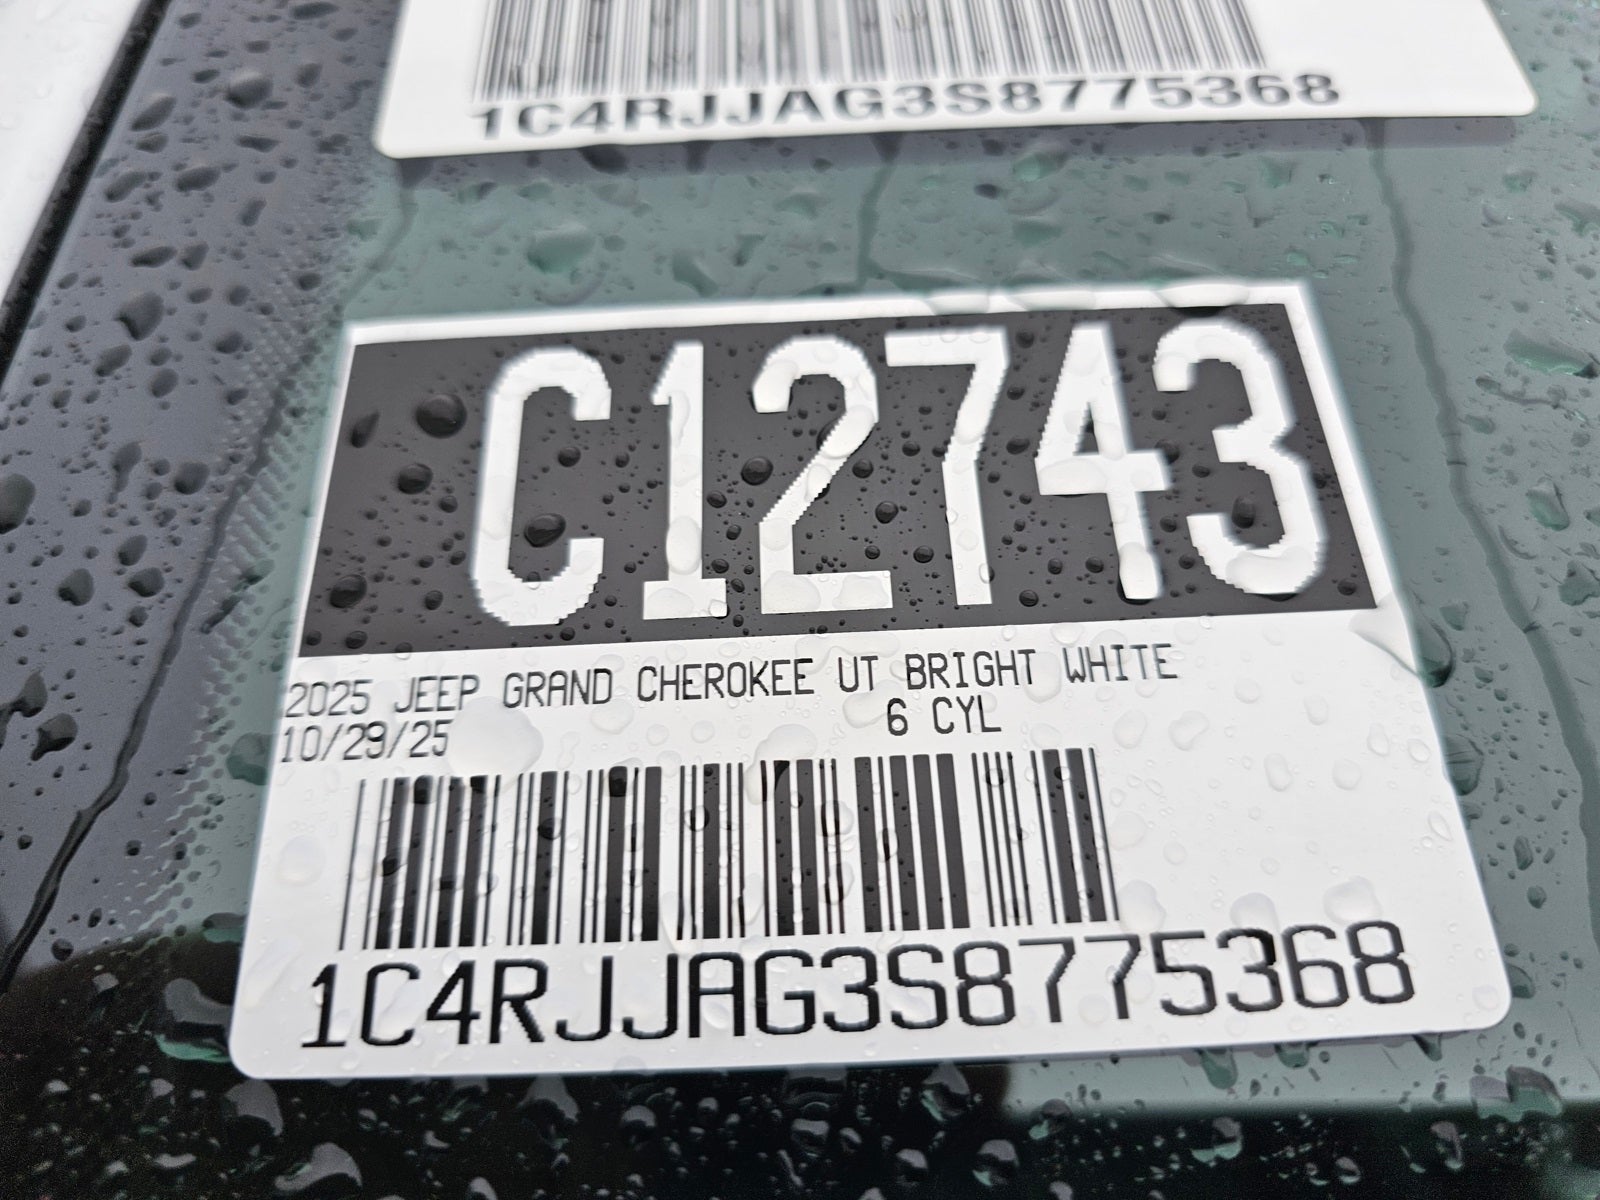 1C4RJJAG3S8775368
C12743
2025 JEEP GRAND CHEROKEE UT BRIGHT WHITE
10/29/25 6 CYL
1C4RJJAG3S8775368